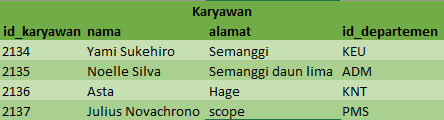 Karyawan
id_karyawan nama alamat id_departemen
2134 Yami Sukehiro Semanggi KEU
2135 Noelle Silva Semanggi daun lima ADM
2136 Asta Hage KNT
2137 Julius Novachrono scope PMS